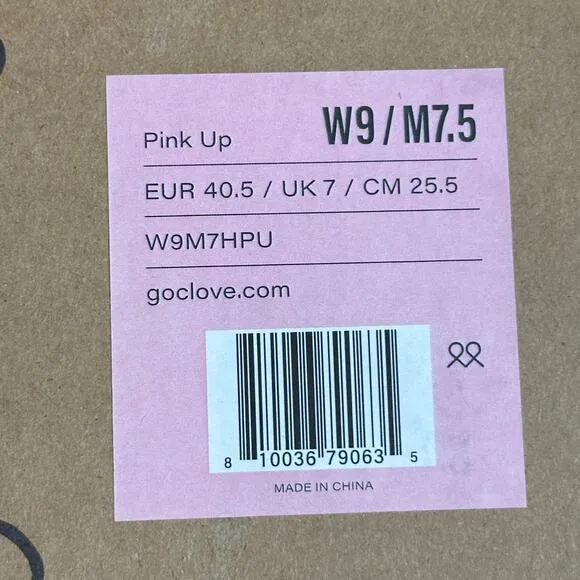 Pink Up W9 / M7.5
EUR 40.5 / UK 7 / CM 25.5
W9M7HPU
goclove.com
8 10036 79063 5
MADE IN CHINA